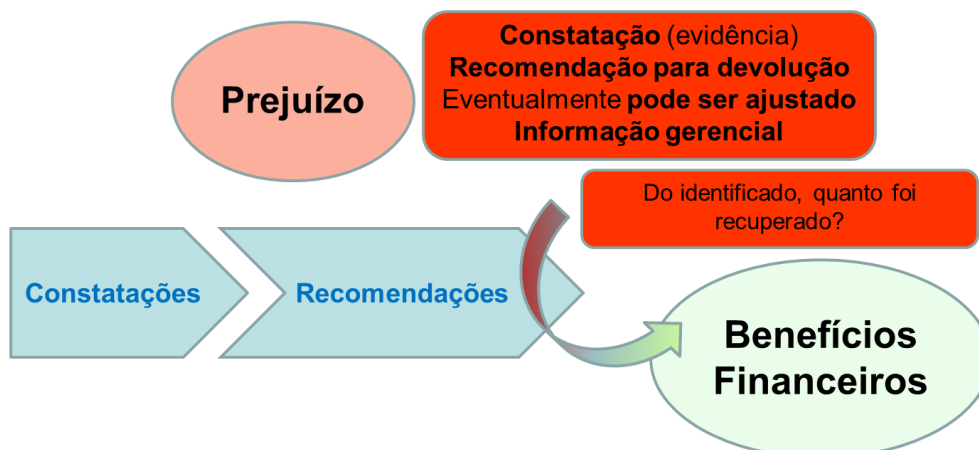 Prejuízo
Constatação (evidência)
Recomendação para devolução
Eventualmente pode ser ajustado
Informação gerencial
Do identificado, quanto foi
recuperado?
Constatações
Recomendações
Benefícios
Financeiros